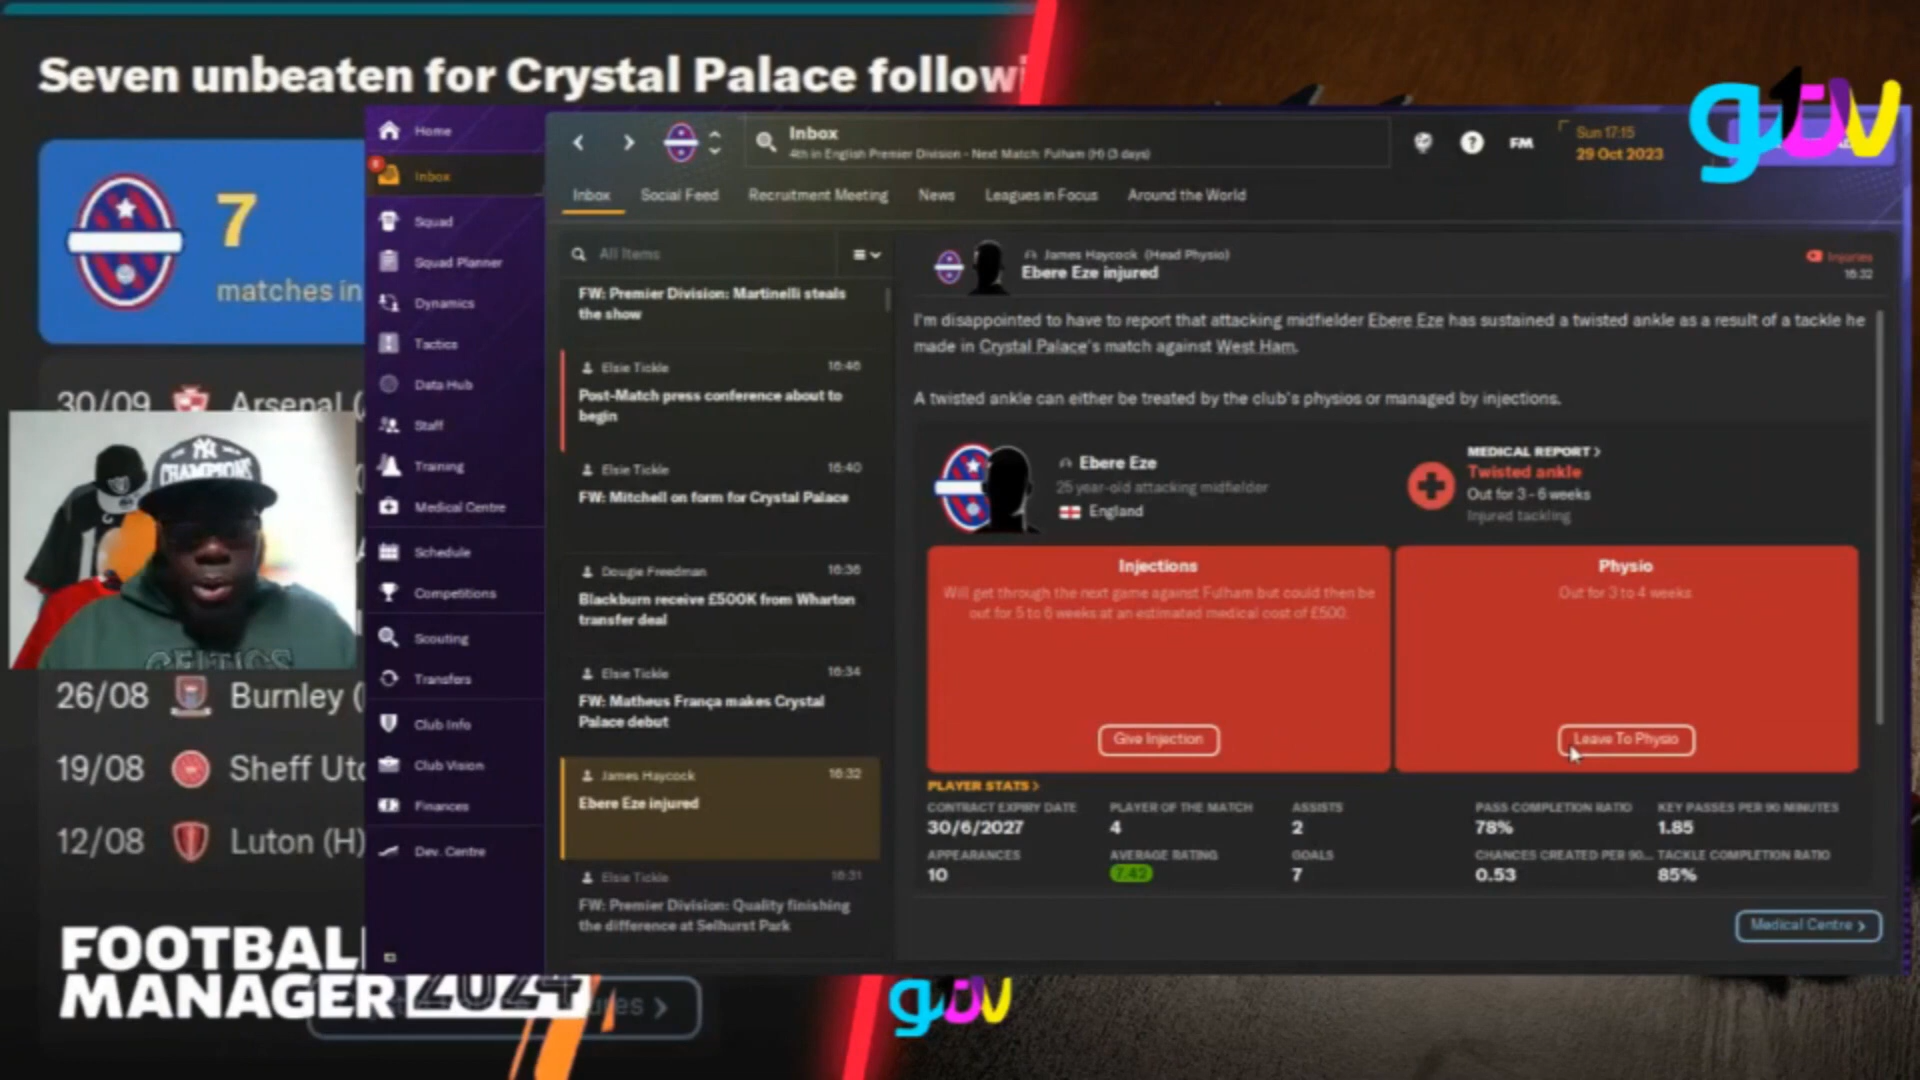 Seven unbeaten for Crystal Palace followi
7
matches in
30/09 Arsenal (
26/08 Burnley (
19/08 Sheff Utd
12/08 Luton (H)
FOOTBALL
MANAGER 2024
gtv
Home
Inbox
Squad
Squad Planner
Dynamics
Tactics
Data Hub
Staff
Training
Medical Centre
Schedule
Competitions
Scouting
Transfers
Club Info
Club Vision
Finances
Dev. Centre
Inbox
4th in English Premier Division - Next Match: Fulham (H) (3 days)
FM
Sun 17:15
29 Oct 2023
gtv
Inbox Social Feed Recruitment Meeting News Leagues in Focus Around the World
All Items
FW: Premier Division: Martinelli steals
the show
Elsie Tickle 16:46
Post-Match press conference about to
begin
Elsie Tickle 16:40
FW: Mitchell on form for Crystal Palace
Dougie Freedman 16:36
Blackburn receive £500K from Wharton
transfer deal
Elsie Tickle 16:34
FW: Matheus França makes Crystal
Palace debut
James Haycock 16:32
Ebere Eze injured
Elsie Tickle 16:31
FW: Premier Division: Quality finishing
the difference at Selhurst Park
James Haycock (Head Physio)
Ebere Eze injured
Injuries
16:32
I'm disappointed to have to report that attacking midfielder Ebere Eze has sustained a twisted ankle as a result of a tackle he
made in Crystal Palace's match against West Ham.
A twisted ankle can either be treated by the club's physios or managed by injections.
Ebere Eze
25 year-old attacking midfielder
England
MEDICAL REPORT >
Twisted ankle
Out for 3 - 6 weeks
Injured tackling
Injections
Will get through the next game against Fulham but could then be
out for 5 to 6 weeks at an estimated medical cost of £500.
Give Injection
Physio
Out for 3 to 4 weeks
Leave To Physio
PLAYER STATS >
CONTRACT EXPIRY DATE PLAYER OF THE MATCH ASSISTS PASS COMPLETION RATIO KEY PASSES PER 90 MINUTES
30/6/2027 4 2 78% 1.85
APPEARANCES AVERAGE RATING GOALS CHANCES CREATED PER 90... TACKLE COMPLETION RATIO
10 7.42 7 0.53 85%
Medical Centre >
CHAMPIONS
CELTICS